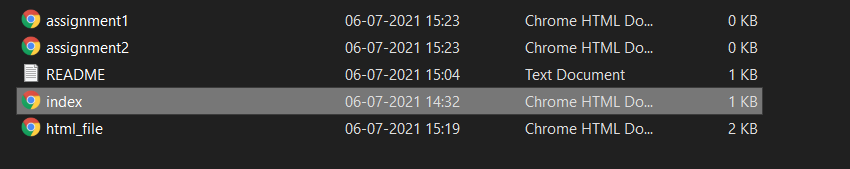 assignment1 06-07-2021 15:23 Chrome HTML Do... 0 KB
assignment2 06-07-2021 15:23 Chrome HTML Do... 0 KB
README 06-07-2021 15:04 Text Document 1 KB
index 06-07-2021 14:32 Chrome HTML Do... 1 KB
html_file 06-07-2021 15:19 Chrome HTML Do... 2 KB